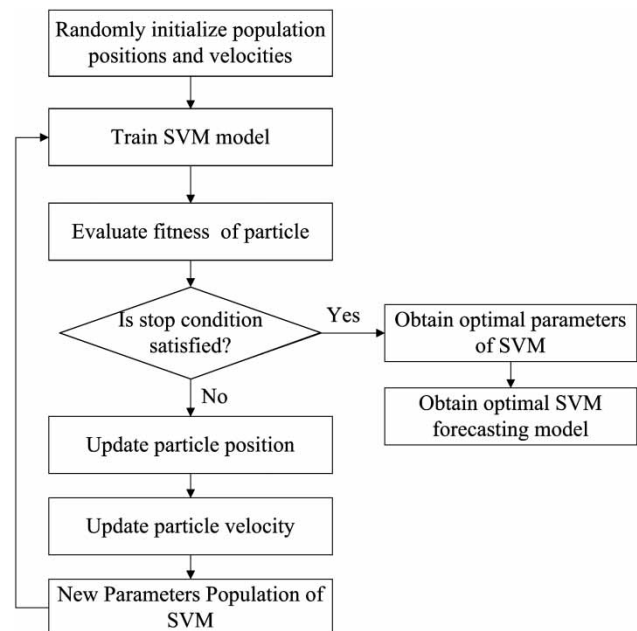 Randomly initialize population
positions and velocities
Train SVM model
Evaluate fitness of particle
Is stop condition
satisfied?
Yes
Obtain optimal parameters
of SVM
No
Obtain optimal SVM
forecasting model
Update particle position
Update particle velocity
New Parameters Population of
SVM